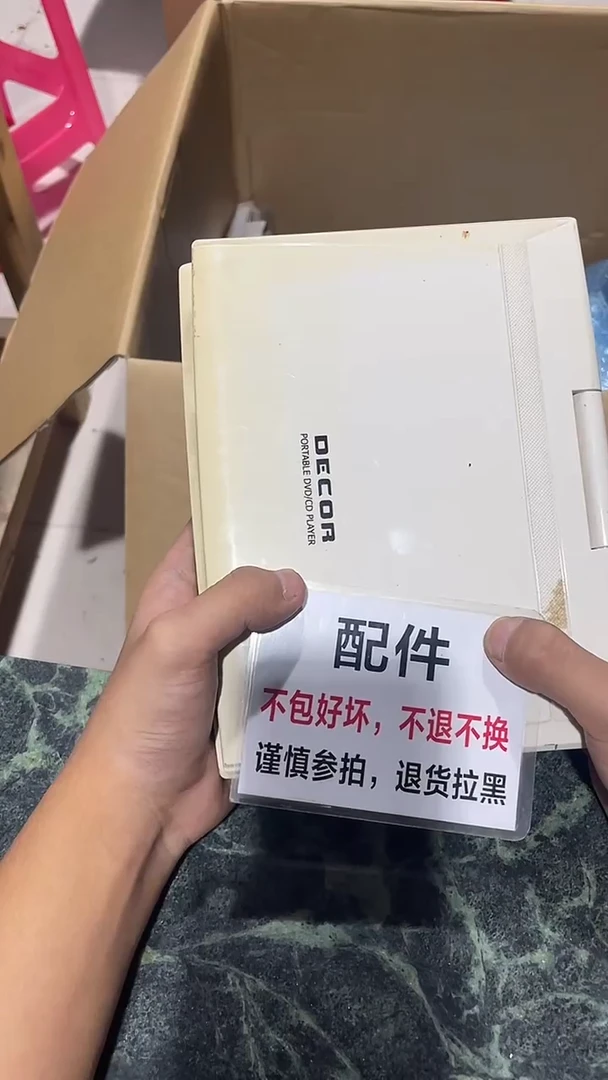 DECOR
PORTABLE DVD/CD PLAYER
配件
不包好坏，不退不换
谨慎参拍，退货拉黑